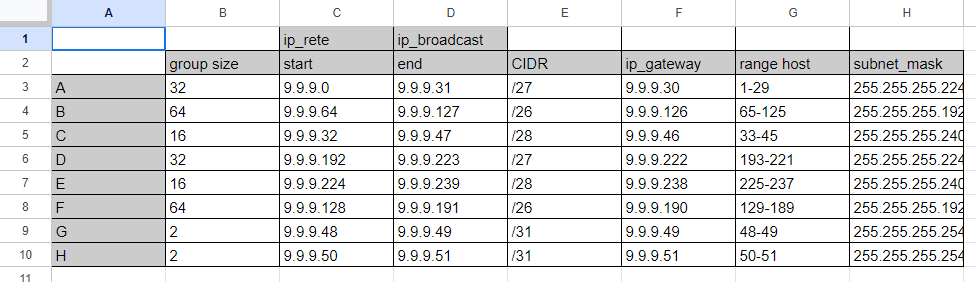 A B C D E F G H
1 ip_rete ip_broadcast
2 group size start end CIDR ip_gateway range host subnet_mask
3 A 32 9.9.9.0 9.9.9.31 /27 9.9.9.30 1-29 255.255.255.224
4 B 64 9.9.9.64 9.9.9.127 /26 9.9.9.126 65-125 255.255.255.192
5 C 16 9.9.9.32 9.9.9.47 /28 9.9.9.46 33-45 255.255.255.240
6 D 32 9.9.9.192 9.9.9.223 /27 9.9.9.222 193-221 255.255.255.224
7 E 16 9.9.9.224 9.9.9.239 /28 9.9.9.238 225-237 255.255.255.240
8 F 64 9.9.9.128 9.9.9.191 /26 9.9.9.190 129-189 255.255.255.192
9 G 2 9.9.9.48 9.9.9.49 /31 9.9.9.49 48-49 255.255.255.254
10 H 2 9.9.9.50 9.9.9.51 /31 9.9.9.51 50-51 255.255.255.254
11